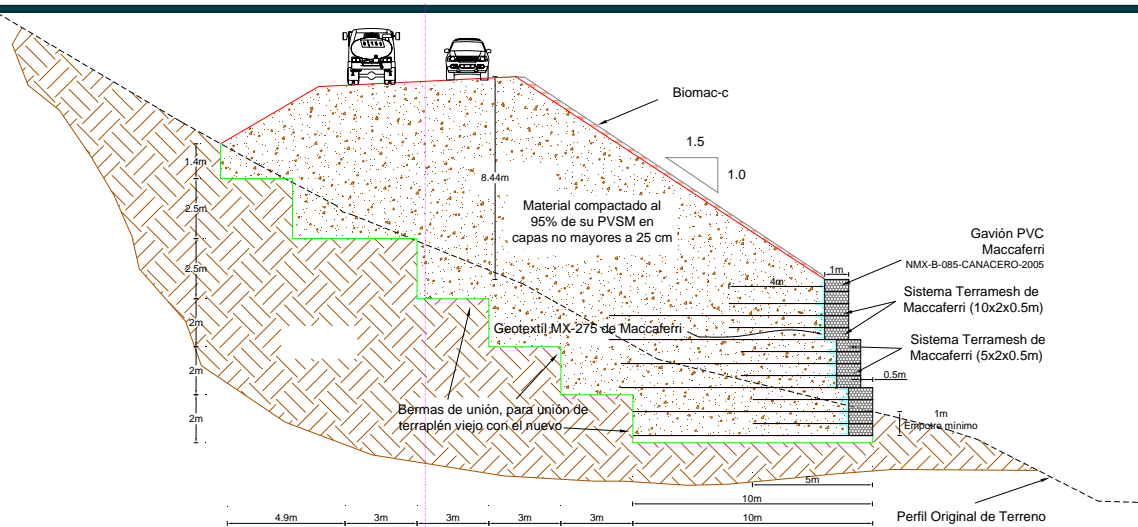 Biomac-c
1.5
1.0
8.44m
Material compactado al
95% de su PVSM en
capas no mayores a 25 cm
1.4m
2.5m
2.5m
2m
2m
2m
Gavión PVC
Maccaferri
NMX-B-085-CANACERO-2005
1m
4m
Sistema Terramesh de
Maccaferri (10x2x0.5m)
Geotextíl MX-275 de Maccaferri
Sistema Terramesh de
Maccaferri (5x2x0.5m)
0.5m
Bermas de unión, para unión de
terraplén viejo con el nuevo
1m
Empotre mínimo
5m
10m
4.9m
3m
3m
3m
3m
10m
Perfil Original de Terreno